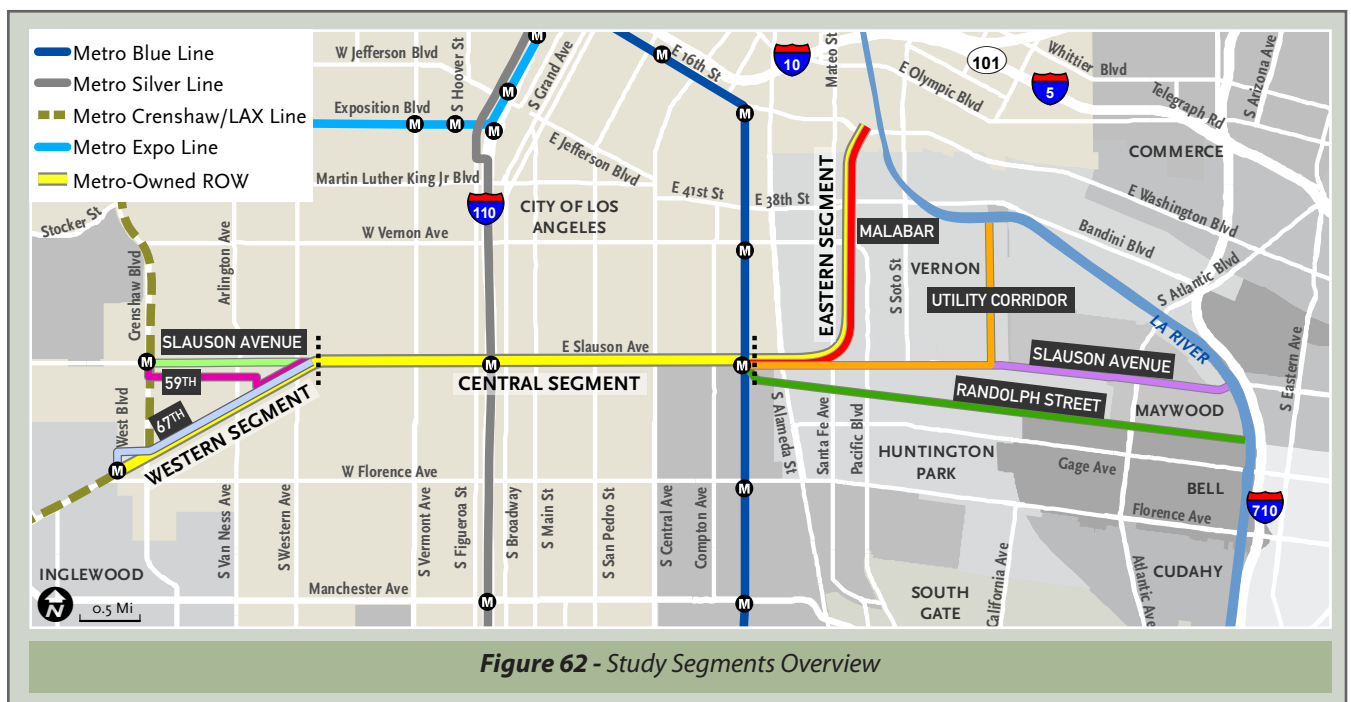 Metro Blue Line
Metro Silver Line
Metro Crenshaw/LAX Line
Metro Expo Line
Metro-Owned ROW
W Jefferson Blvd
S Hoover St
Exposition Blvd
Martin Luther King Jr Blvd
W Vernon Ave
Stocker St
Crenshaw Blvd
Arlington Ave
M
M
M
M
M
S Grand Ave
E 16th St
M
M
E Jefferson Blvd
E 41st St
E 38th St
110
CITY OF LOS
ANGELES
10
Mateo St
101
5
E Olympic Blvd
Whittier Blvd
Telegraph Rd
S Arizona Ave
COMMERCE
E Washington Blvd
Bandini Blvd
S Atlantic Blvd
EASTERN SEGMENT
MALABAR
S Soto St
VERNON
UTILITY CORRIDOR
LA RIVER
M
SLAUSON AVENUE
M
59TH
67TH
West Blvd
M
WESTERN SEGMENT
E Slauson Ave
M
CENTRAL SEGMENT
M
SLAUSON AVENUE
RANDOLPH STREET
MAYWOOD
S Eastern Ave
S Alameda St
Santa Fe Ave
Pacific Blvd
HUNTINGTON
PARK
Gage Ave
BELL
Florence Ave
710
CUDAHY
W Florence Ave
M
S Van Ness Ave
S Western Ave
S Vermont Ave
S Figueroa St
S Broadway
S Main St
S San Pedro St
S Central Ave
Compton Ave
Manchester Ave
M
M
SOUTH
GATE
California Ave
Atlantic Ave
INGLEWOOD
N
0.5 Mi
Figure 62 - Study Segments Overview